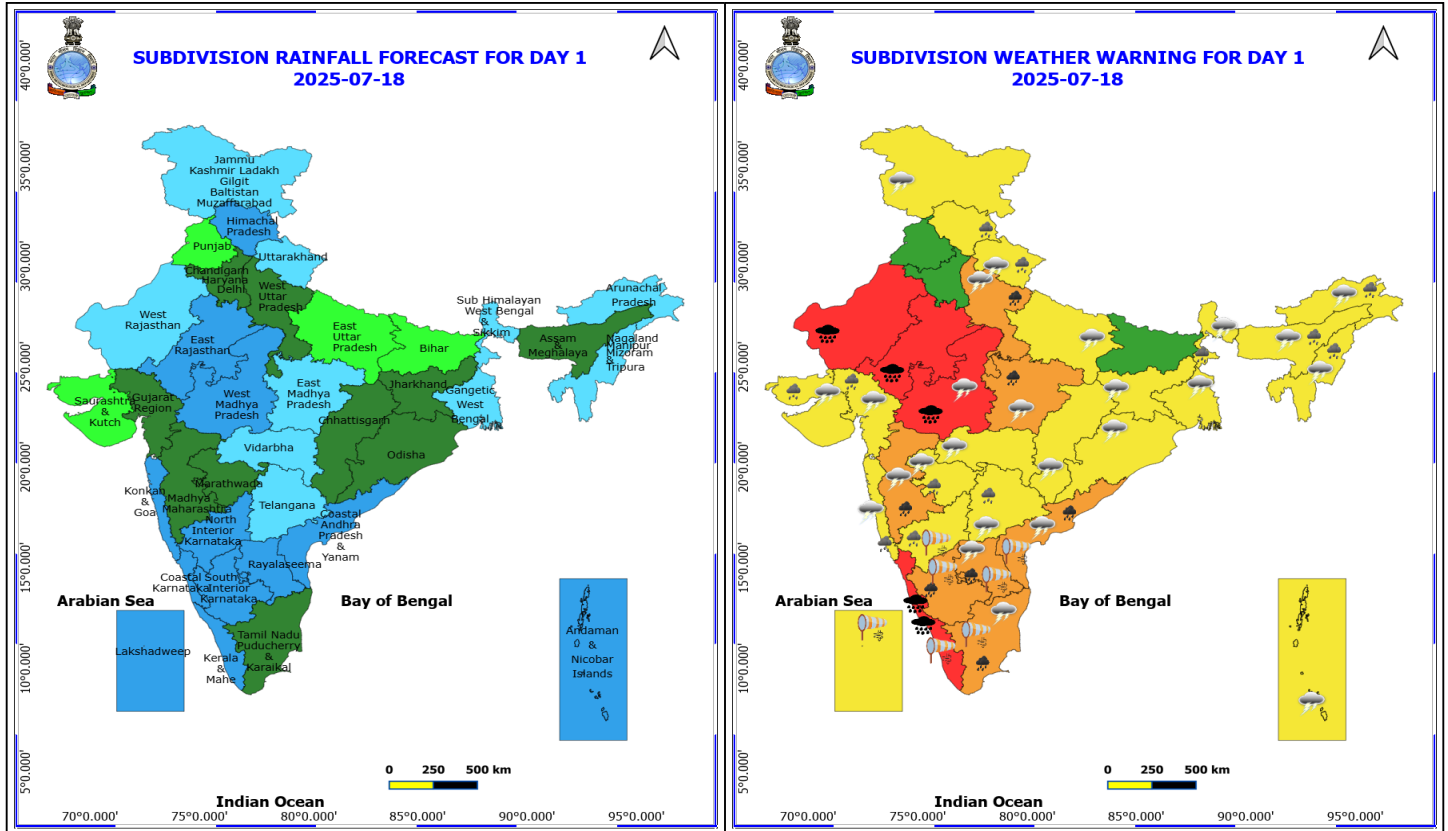 SUBDIVISION RAINFALL FORECAST FOR DAY 1
2025-07-18
40°0.000'
35°0.000'
30°0.000'
25°0.000'
20°0.000'
15°0.000'
10°0.000'
5°0.000'
Jammu
Kashmir Ladakh
Gilgit
Baltistan
Muzaffarabad
Himachal
Pradesh
Punjab
Uttarakhand
Chandigarh
Haryana
Delhi
West
Uttar
Pradesh
Arunachal
Pradesh
Sub Himalayan
West Bengal
&
Sikkim
West
Rajasthan
East
Rajasthan
East
Uttar
Pradesh
Bihar
Assam
&
Meghalaya
Nagaland
Manipur
Mizoram
&
Tripura
Saurashtra
&
Kutch
Gujarat
Region
West
Madhya
Pradesh
East
Madhya
Pradesh
Jharkhand
Gangetic
West
Bengal
Chhattisgarh
Vidarbha
Odisha
Konkan
&
Goa
Marathwada
Madhya
Maharashtra
Telangana
North
Interior
Karnataka
Coastal
Andhra
Pradesh
&
Yanam
Rayalaseema
Coastal
Karnataka
South
Interior
Karnataka
Arabian Sea
Bay of Bengal
Lakshadweep
Tamil Nadu
Puducherry
&
Karaikal
Kerala
&
Mahe
Andaman
&
Nicobar
Islands
0 250 500 km
Indian Ocean
70°0.000' 75°0.000' 80°0.000' 85°0.000' 90°0.000' 95°0.000'
SUBDIVISION WEATHER WARNING FOR DAY 1
2025-07-18
40°0.000'
35°0.000'
30°0.000'
25°0.000'
20°0.000'
15°0.000'
10°0.000'
5°0.000'
Arabian Sea
Bay of Bengal
0 250 500 km
Indian Ocean
70°0.000' 75°0.000' 80°0.000' 85°0.000' 90°0.000' 95°0.000'